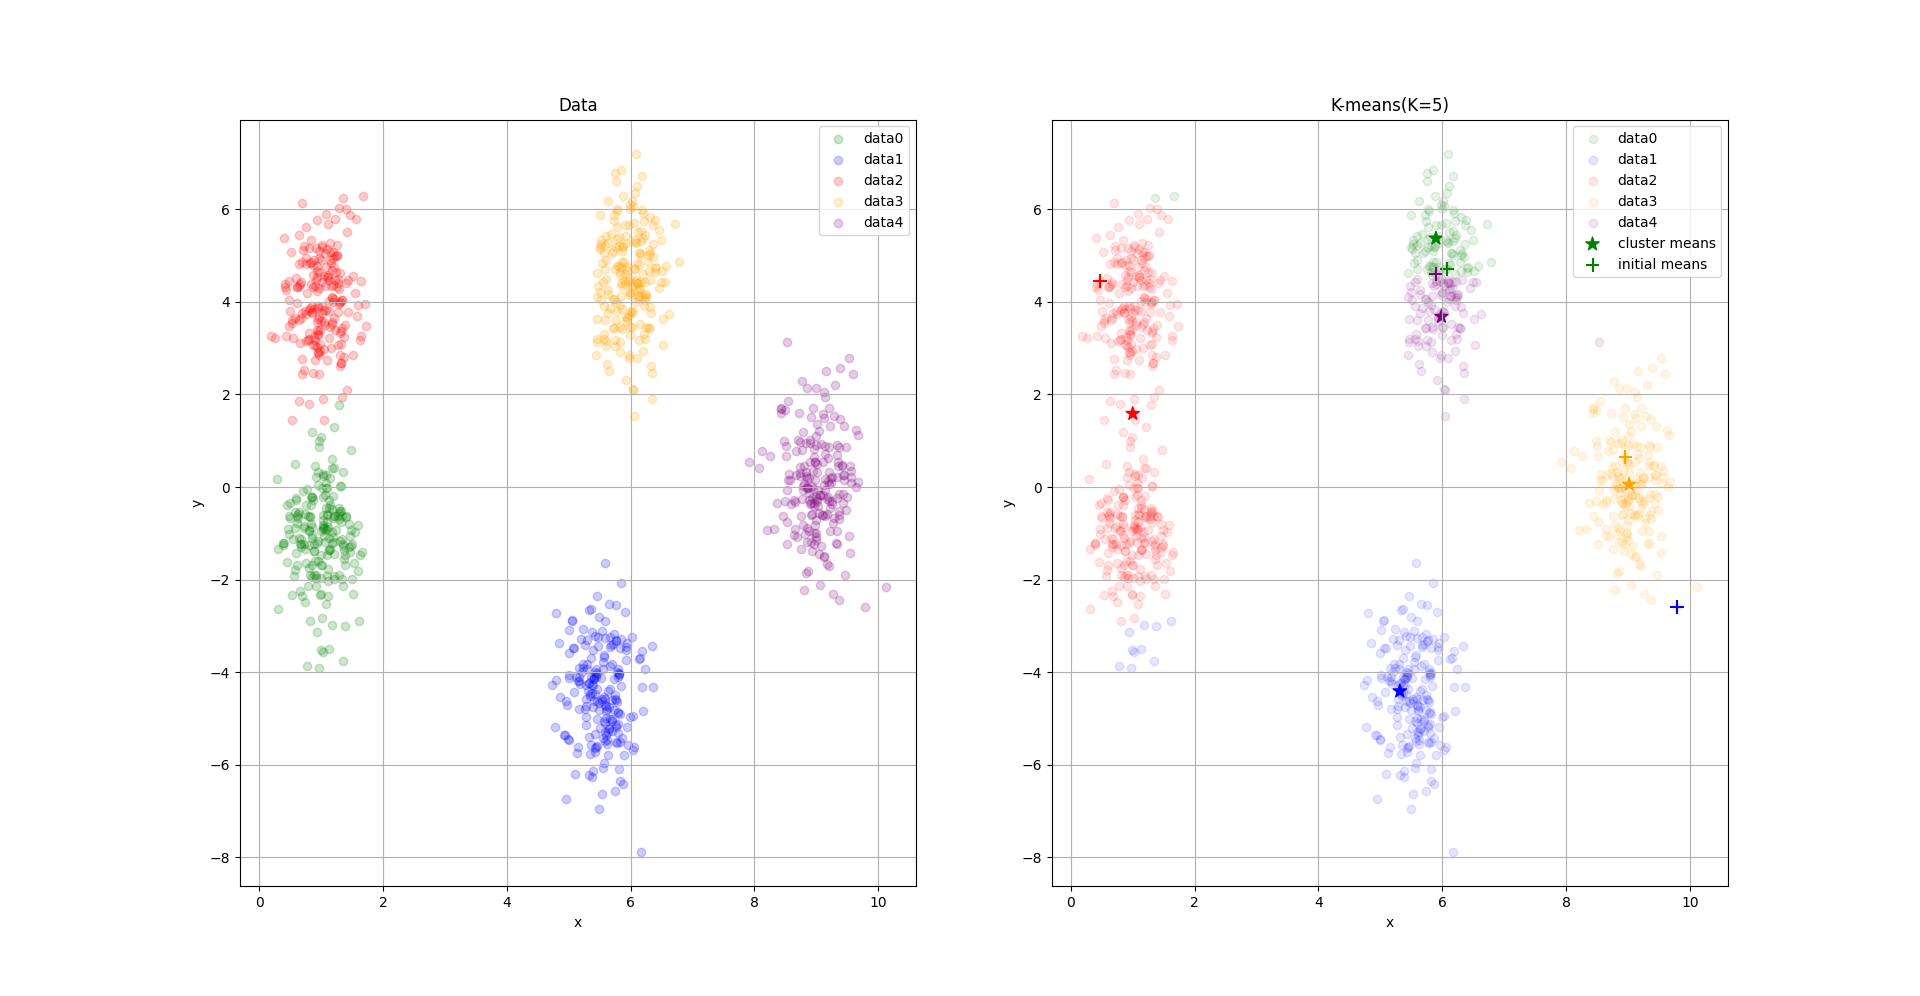 Data
data0
data1
data2
data3
data4
6
4
2
0
−2
−4
−6
−8
y
0 2 4 6 8 10
x
K-means(K=5)
data0
data1
data2
data3
data4
cluster means
initial means
6
4
2
0
−2
−4
−6
−8
y
0 2 4 6 8 10
x